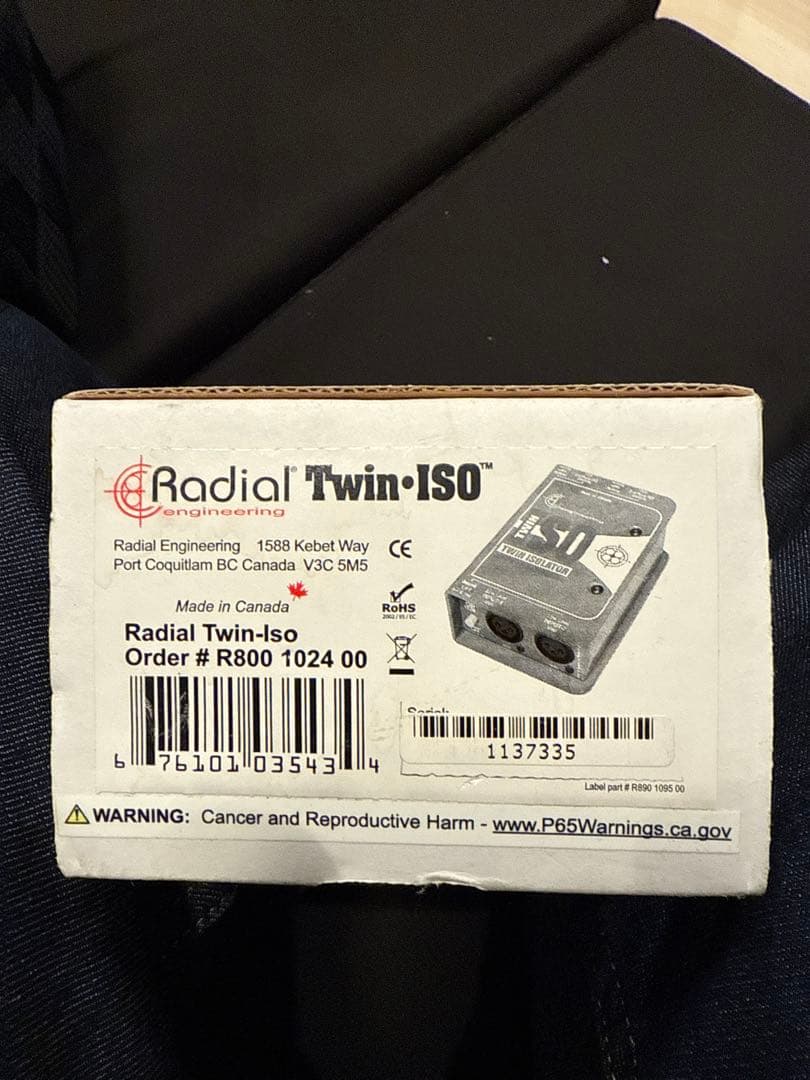 Radial® Twin•ISO™
engineering
Radial Engineering 1588 Kebet Way
Port Coquitlam BC Canada V3C 5M5
CE
Made in Canada
RoHS
2002/95/EC
Radial Twin-Iso
Order # R800 1024 00
TWIN
ISO
TWIN ISOLATOR
6 76101 03543 4
Serial:
1137335
Label part # R890 1095 00
WARNING: Cancer and Reproductive Harm - www.P65Warnings.ca.gov